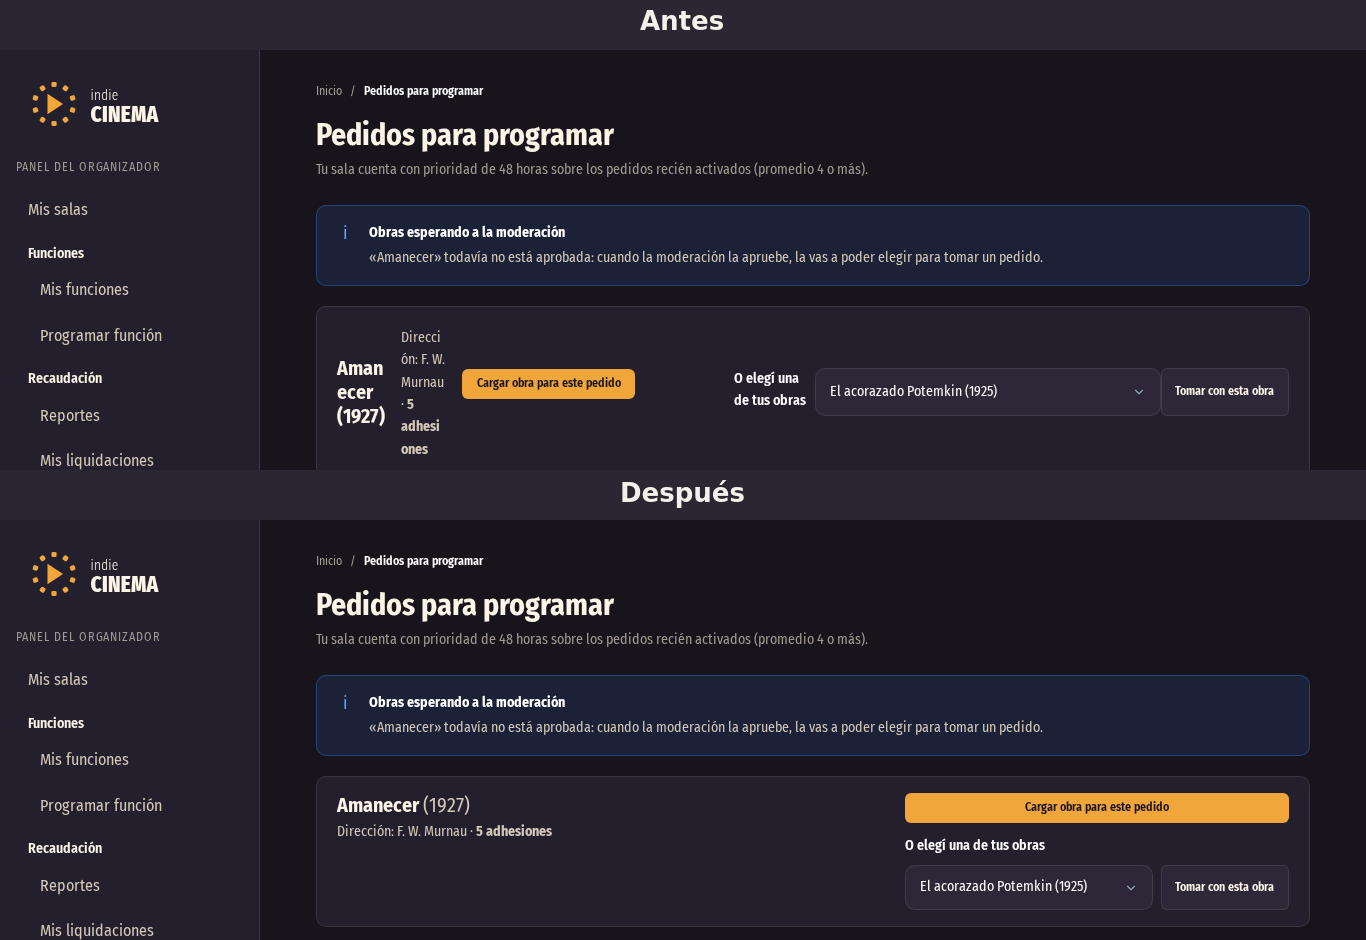 Antes
indie
CINEMA
PANEL DEL ORGANIZADOR
Mis salas
Funciones
Mis funciones
Programar función
Recaudación
Reportes
Mis liquidaciones
Inicio / Pedidos para programar
Pedidos para programar
Tu sala cuenta con prioridad de 48 horas sobre los pedidos recién activados (promedio 4 o más).
i Obras esperando a la moderación
«Amanecer» todavía no está aprobada: cuando la moderación la apruebe, la vas a poder elegir para tomar un pedido.
Aman
ecer
(1927)
Direcci
ón: F. W.
Murnau
· 5
adhesi
ones
Cargar obra para este pedido
O elegí una
de tus obras
El acorazado Potemkin (1925)
Tomar con esta obra
Después
indie
CINEMA
PANEL DEL ORGANIZADOR
Mis salas
Funciones
Mis funciones
Programar función
Recaudación
Reportes
Mis liquidaciones
Inicio / Pedidos para programar
Pedidos para programar
Tu sala cuenta con prioridad de 48 horas sobre los pedidos recién activados (promedio 4 o más).
i Obras esperando a la moderación
«Amanecer» todavía no está aprobada: cuando la moderación la apruebe, la vas a poder elegir para tomar un pedido.
Amanecer (1927)
Dirección: F. W. Murnau · 5 adhesiones
Cargar obra para este pedido
O elegí una de tus obras
El acorazado Potemkin (1925)
Tomar con esta obra